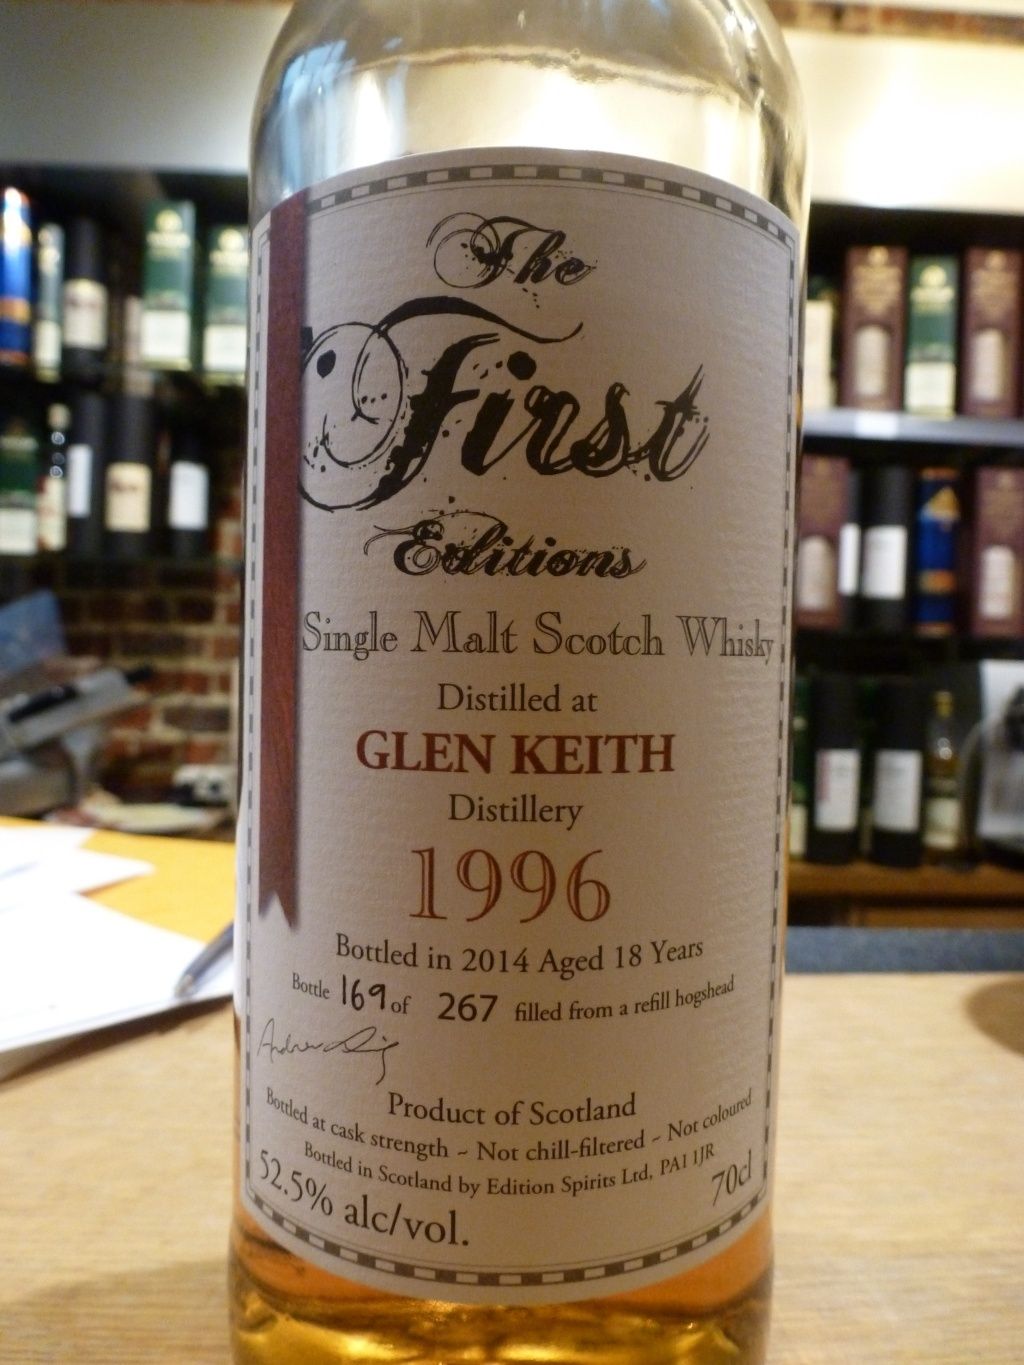 The
First
Editions
Single Malt Scotch Whisky
Distilled at
GLEN KEITH
Distillery
1996
Bottled in 2014 Aged 18 Years
Bottle 169 of 267 filled from a refill hogshead
Product of Scotland
Bottled at cask strength ~ Not chill-filtered ~ Not coloured
Bottled in Scotland by Edition Spirits Ltd, PA1 1JR
52.5% alc/vol. 70cl